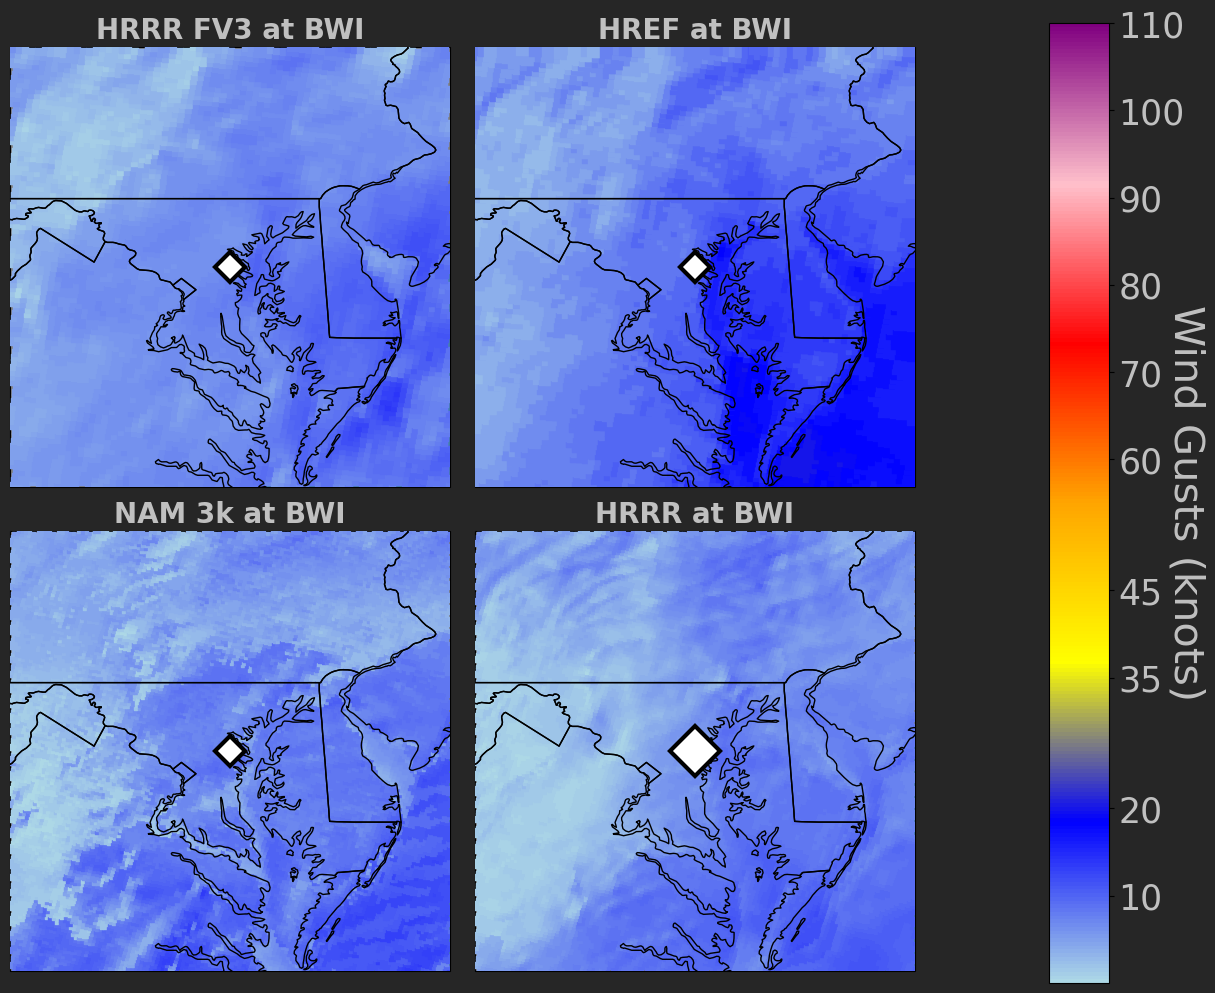 HRRR FV3 at BWI
HREF at BWI
NAM 3k at BWI
HRRR at BWI
110
100
90
80
70
60
45
35
20
10
Wind Gusts (knots)